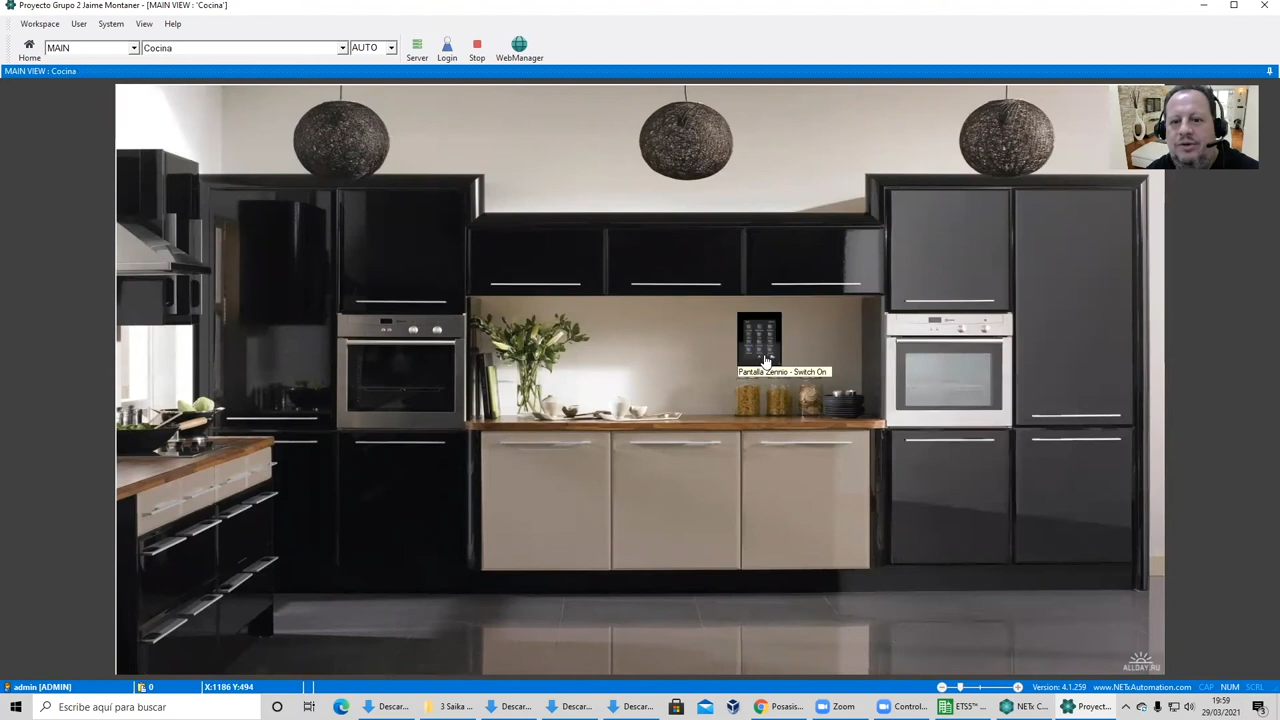 Proyecto Grupo 2 Jaime Montaner - [MAIN VIEW : 'Cocina']
Workspace User System View Help
Home MAIN Cocina AUTO Server Login Stop WebManager
MAIN VIEW : Cocina
Pantalla Zennio - Switch On
ALLDAY.RU
admin [ADMIN] 0 X:1186 Y:494 Version: 4.1.259 www.NETxAutomation.com CAP NUM SCRL
Escribe aquí para buscar Descar... 3 Saika ... Descar... Descar... Descar... Posasis... Zoom Control... ETS5™ ... NETx C... Proyect...
19:59
29/03/2021
3